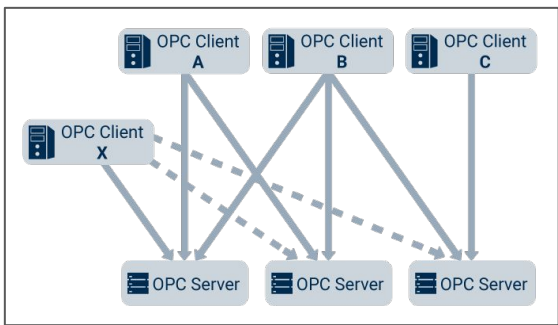 OPC Client
A
OPC Client
B
OPC Client
C
OPC Client
X
OPC Server
OPC Server
OPC Server